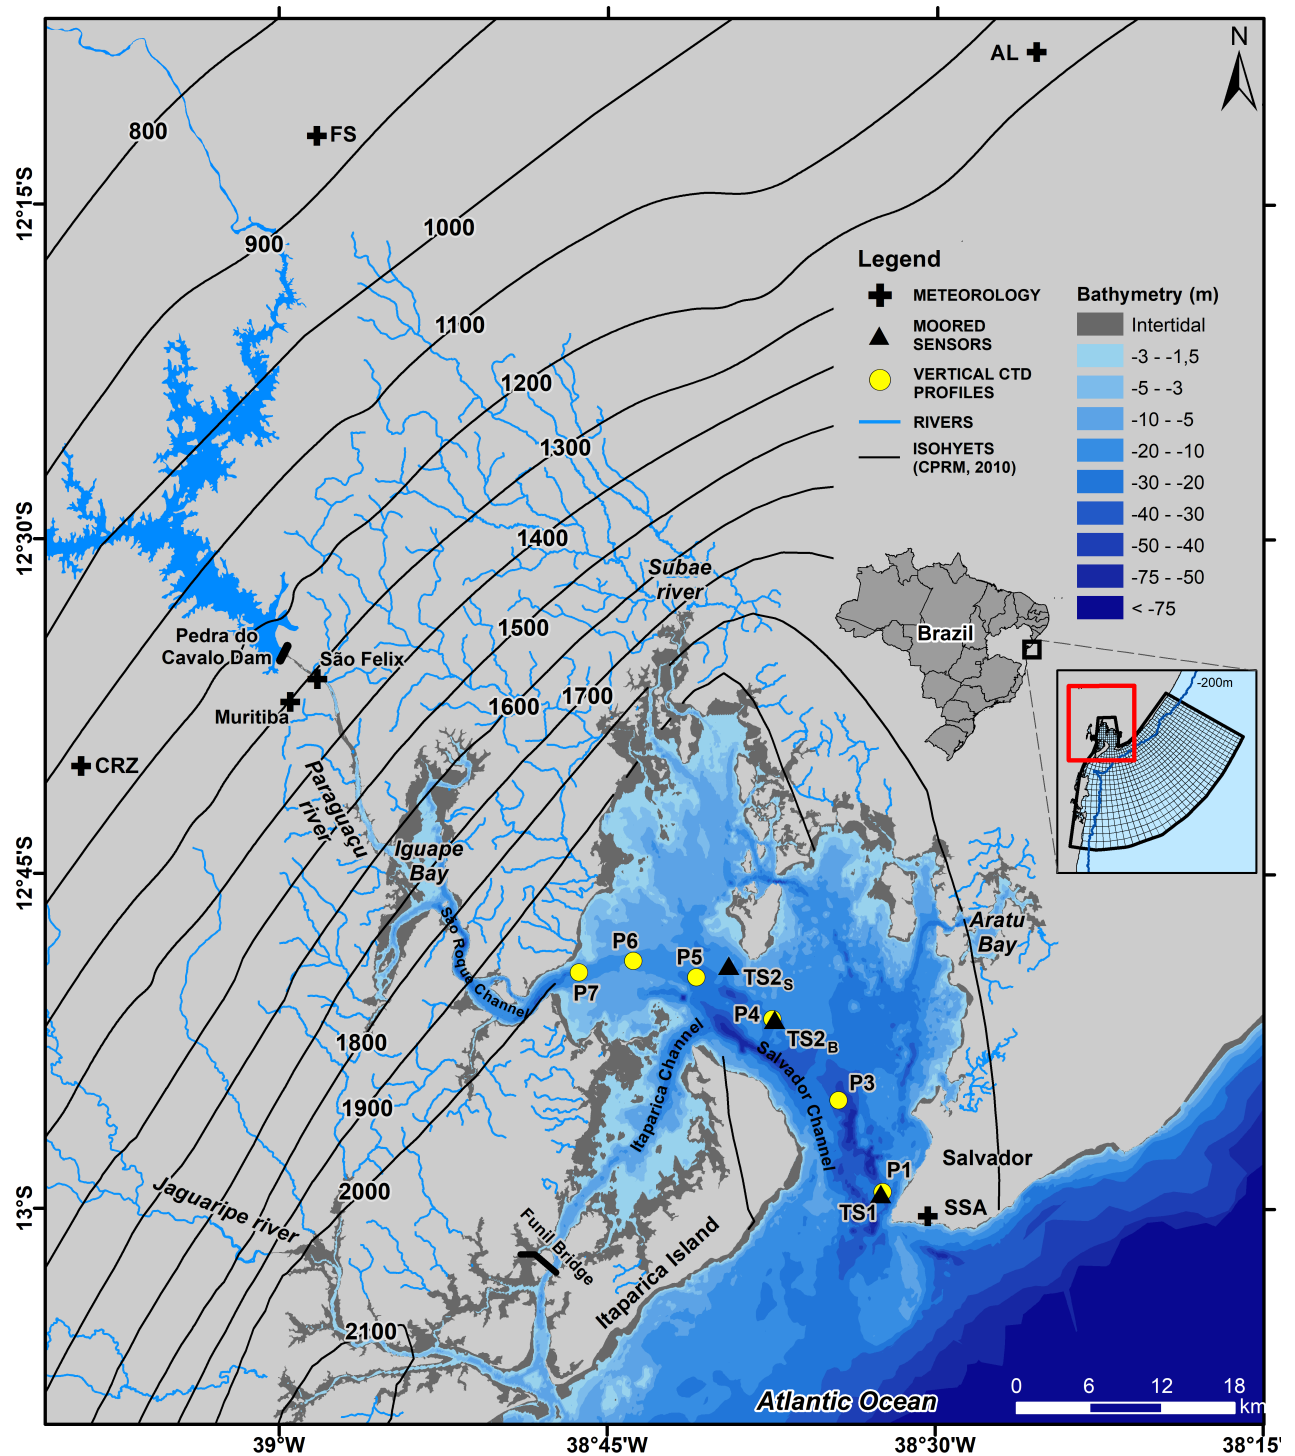 N
AL
FS
800
900
1000
1100
1200
1300
1400
1500
1600
1700
1800
1900
2000
2100
12°15'S
12°30'S
12°45'S
13°S
Legend
METEOROLOGY
MOORED
SENSORS
VERTICAL CTD
PROFILES
RIVERS
ISOHYETS
(CPRM, 2010)
Bathymetry (m)
Intertidal
-3 - -1,5
-5 - -3
-10 - -5
-20 - -10
-30 - -20
-40 - -30
-50 - -40
-75 - -50
< -75
Brazil
-200m
Subae
river
Pedra do
Cavalo Dam
São Felix
Muritiba
CRZ
Paraguaçu
river
Iguape
Bay
São Roque Channel
Aratu
Bay
P6
P5
P7
TS2S
P4
TS2B
P3
P1
TS1
Itaparica Channel
Salvador Channel
Salvador
SSA
Jaguaripe river
Funil Bridge
Itaparica Island
Atlantic Ocean
0 6 12 18
km
39°W
38°45'W
38°30'W
38°15'